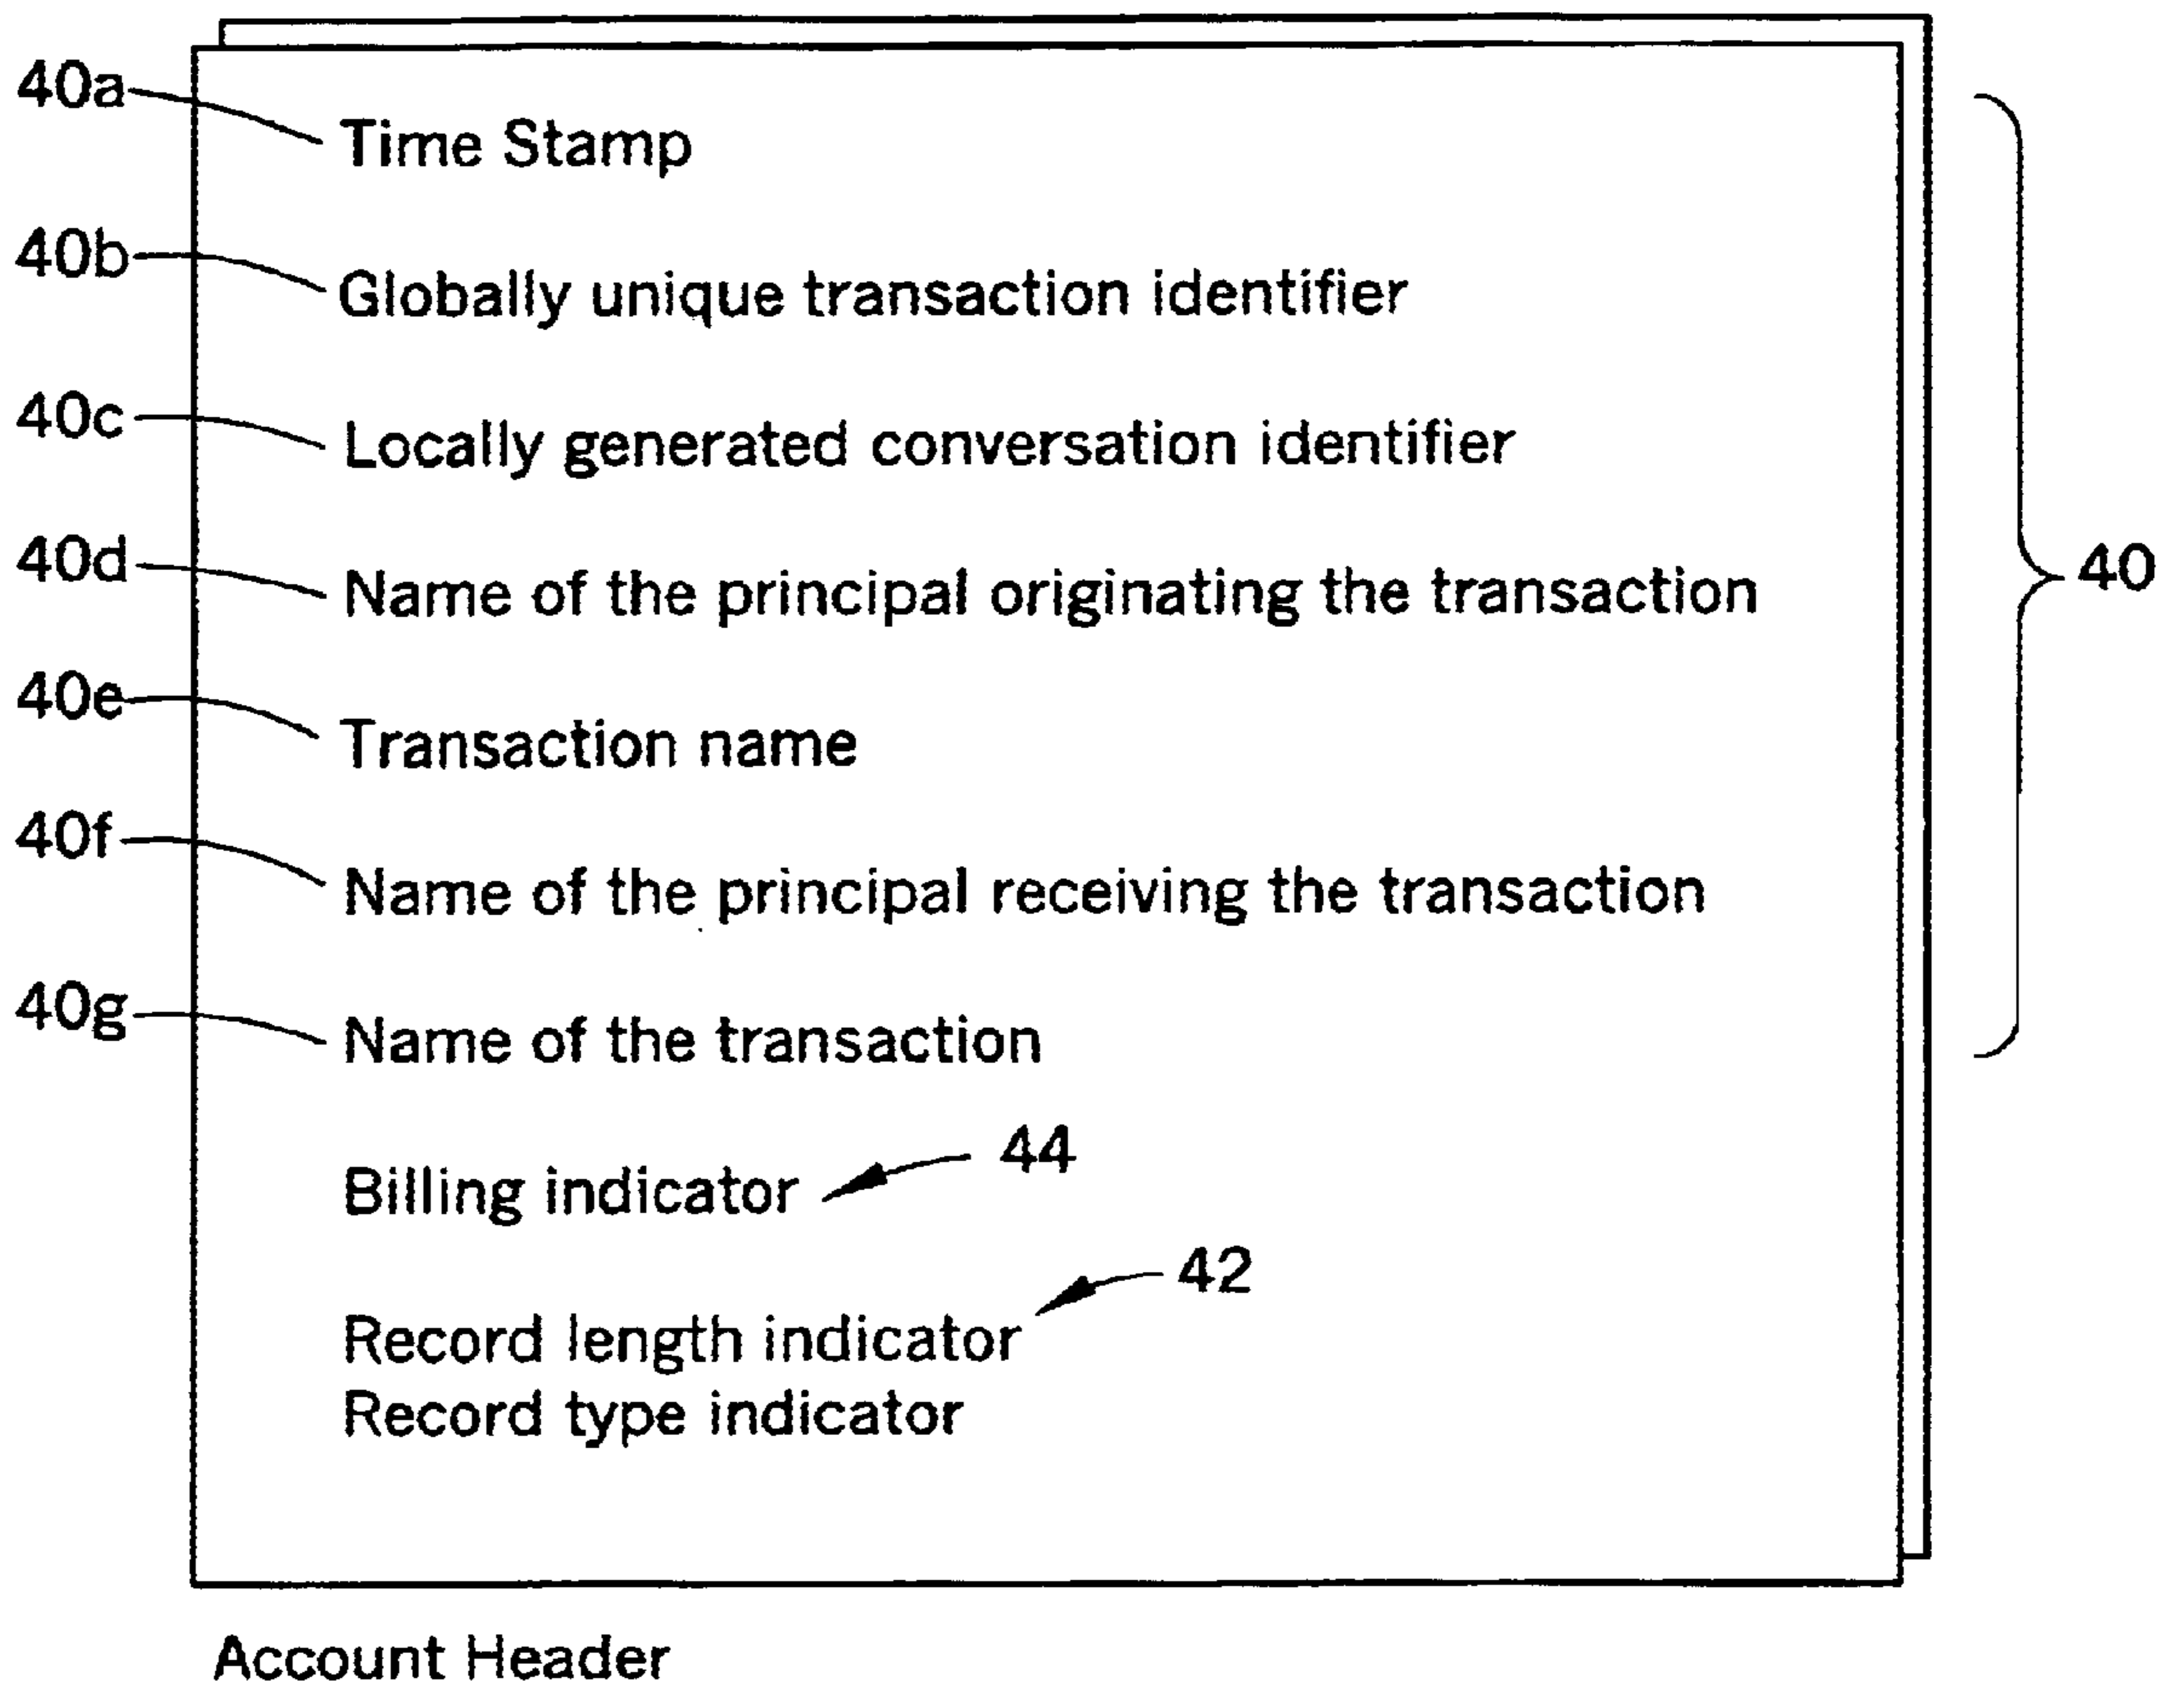 40a Time Stamp
40b Globally unique transaction identifier
40c Locally generated conversation identifier
40d Name of the principal originating the transaction
40
40e Transaction name
40f Name of the principal receiving the transaction
40g Name of the transaction
44
Billing indicator
42
Record length indicator
Record type indicator
Account Header